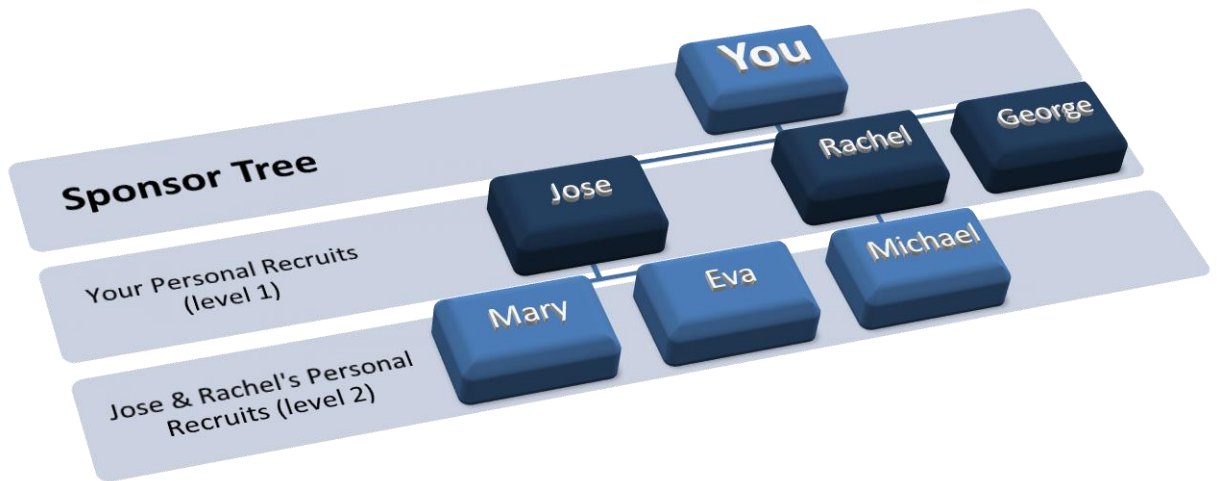 You
Sponsor Tree
Jose
Rachel
George
Your Personal Recruits
(level 1)
Mary
Eva
Michael
Jose & Rachel's Personal
Recruits (level 2)